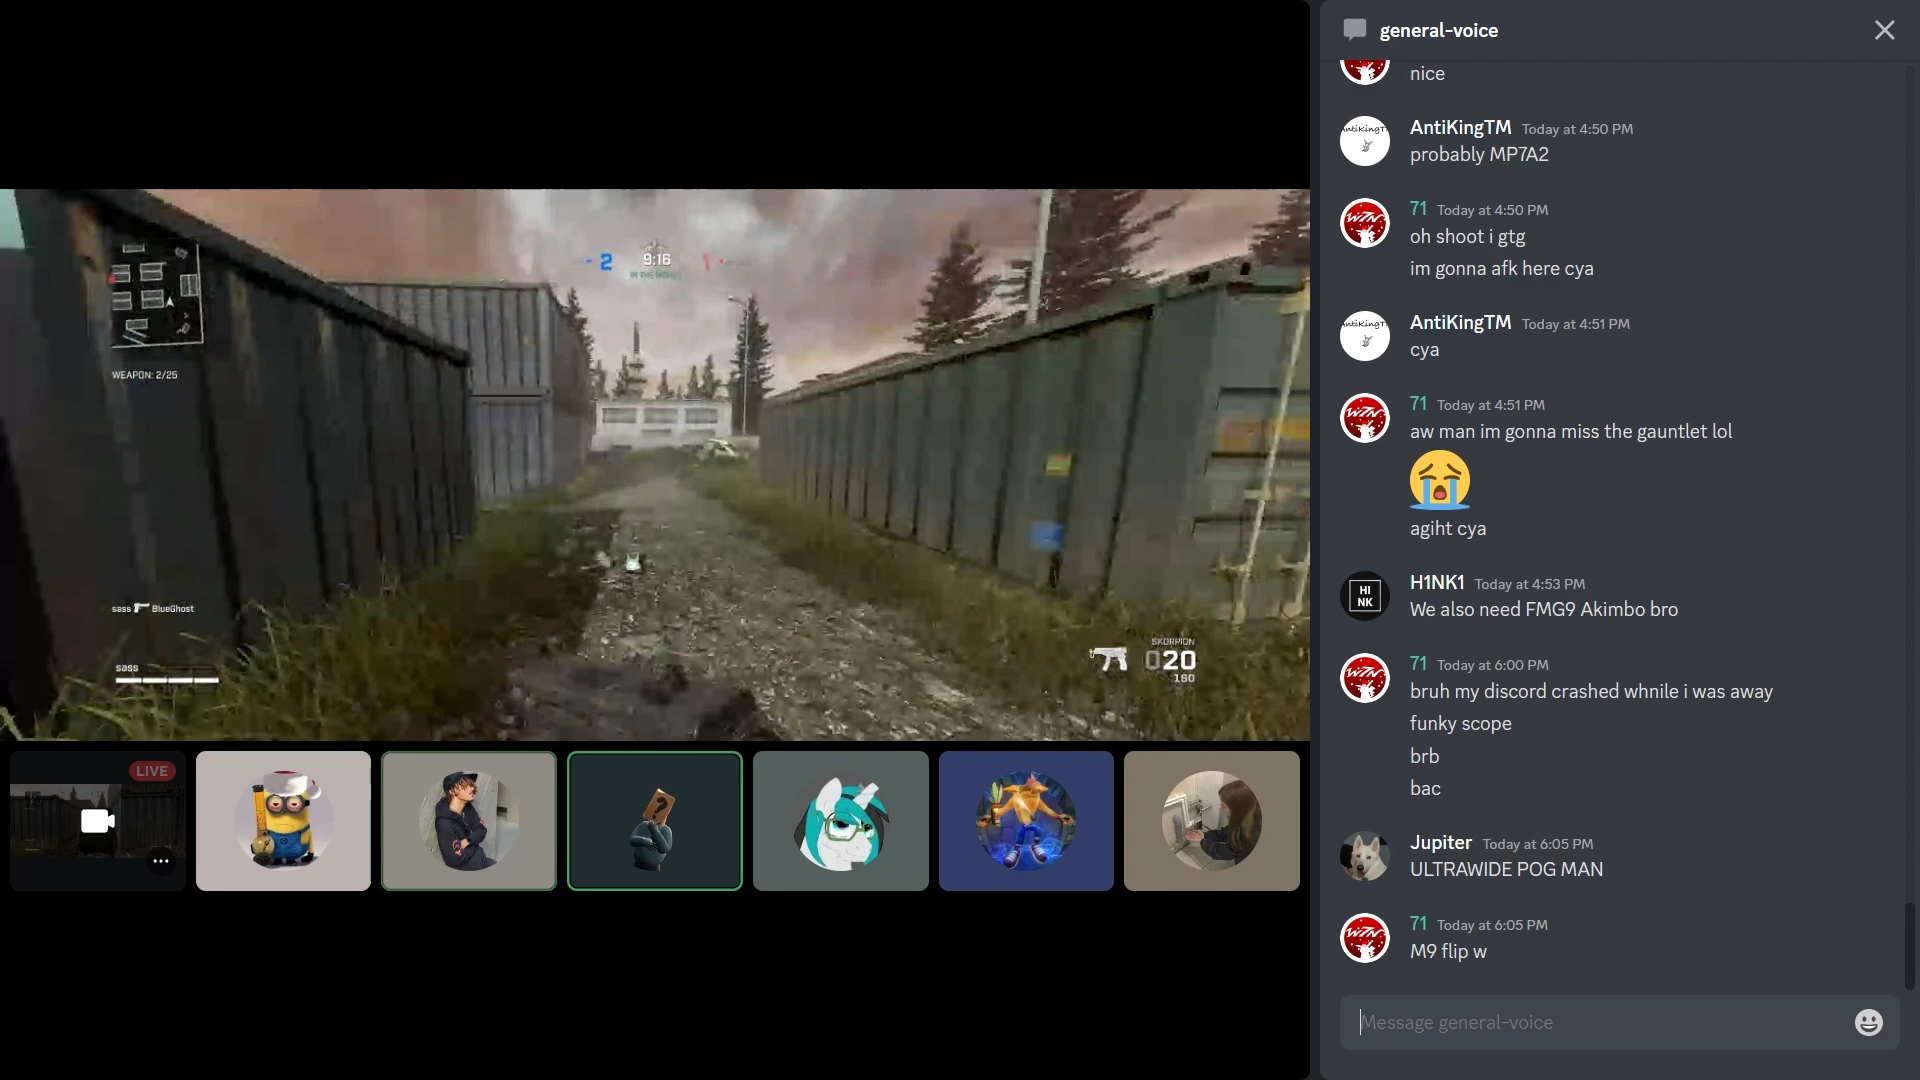 general-voice
nice
AntiKingTM Today at 4:50 PM
probably MP7A2
71 Today at 4:50 PM
oh shoot i gtg
im gonna afk here cya
AntiKingTM Today at 4:51 PM
cya
71 Today at 4:51 PM
aw man im gonna miss the gauntlet lol
agiht cya
H1NK1 Today at 4:53 PM
We also need FMG9 Akimbo bro
71 Today at 6:00 PM
bruh my discord crashed whnile i was away
funky scope
brb
bac
Jupiter Today at 6:05 PM
ULTRAWIDE POG MAN
71 Today at 6:05 PM
M9 flip w
Message general-voice
2 9:16 1
WEAPON: 2/25
sass BlueGhost
sass
SKORPION
020
160
LIVE
HI
NK
?